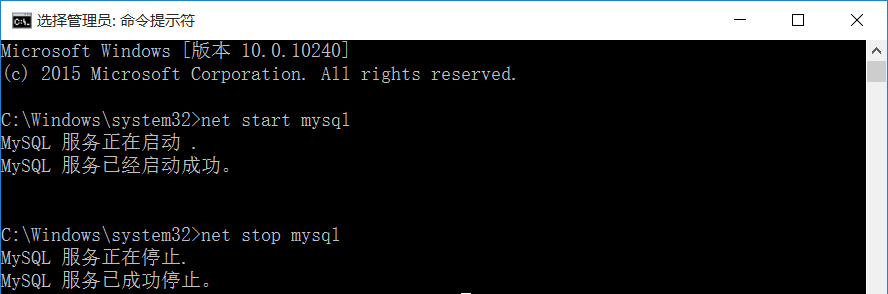 选择管理员: 命令提示符
Microsoft Windows [版本 10.0.10240]
(c) 2015 Microsoft Corporation. All rights reserved.
C:\Windows\system32>net start mysql
MySQL 服务正在启动 .
MySQL 服务已经启动成功。
C:\Windows\system32>net stop mysql
MySQL 服务正在停止.
MySQL 服务已成功停止。